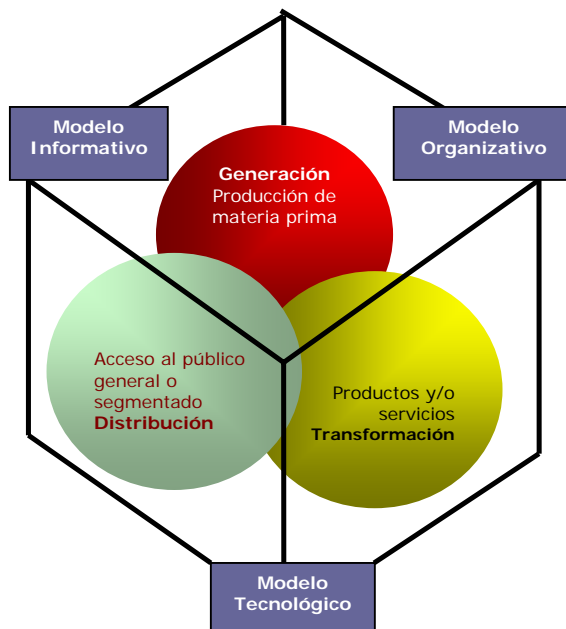 Modelo
Informativo
Modelo
Organizativo
Generación
Producción de
materia prima
Acceso al público
general o
segmentado
Distribución
Productos y/o
servicios
Transformación
Modelo
Tecnológico